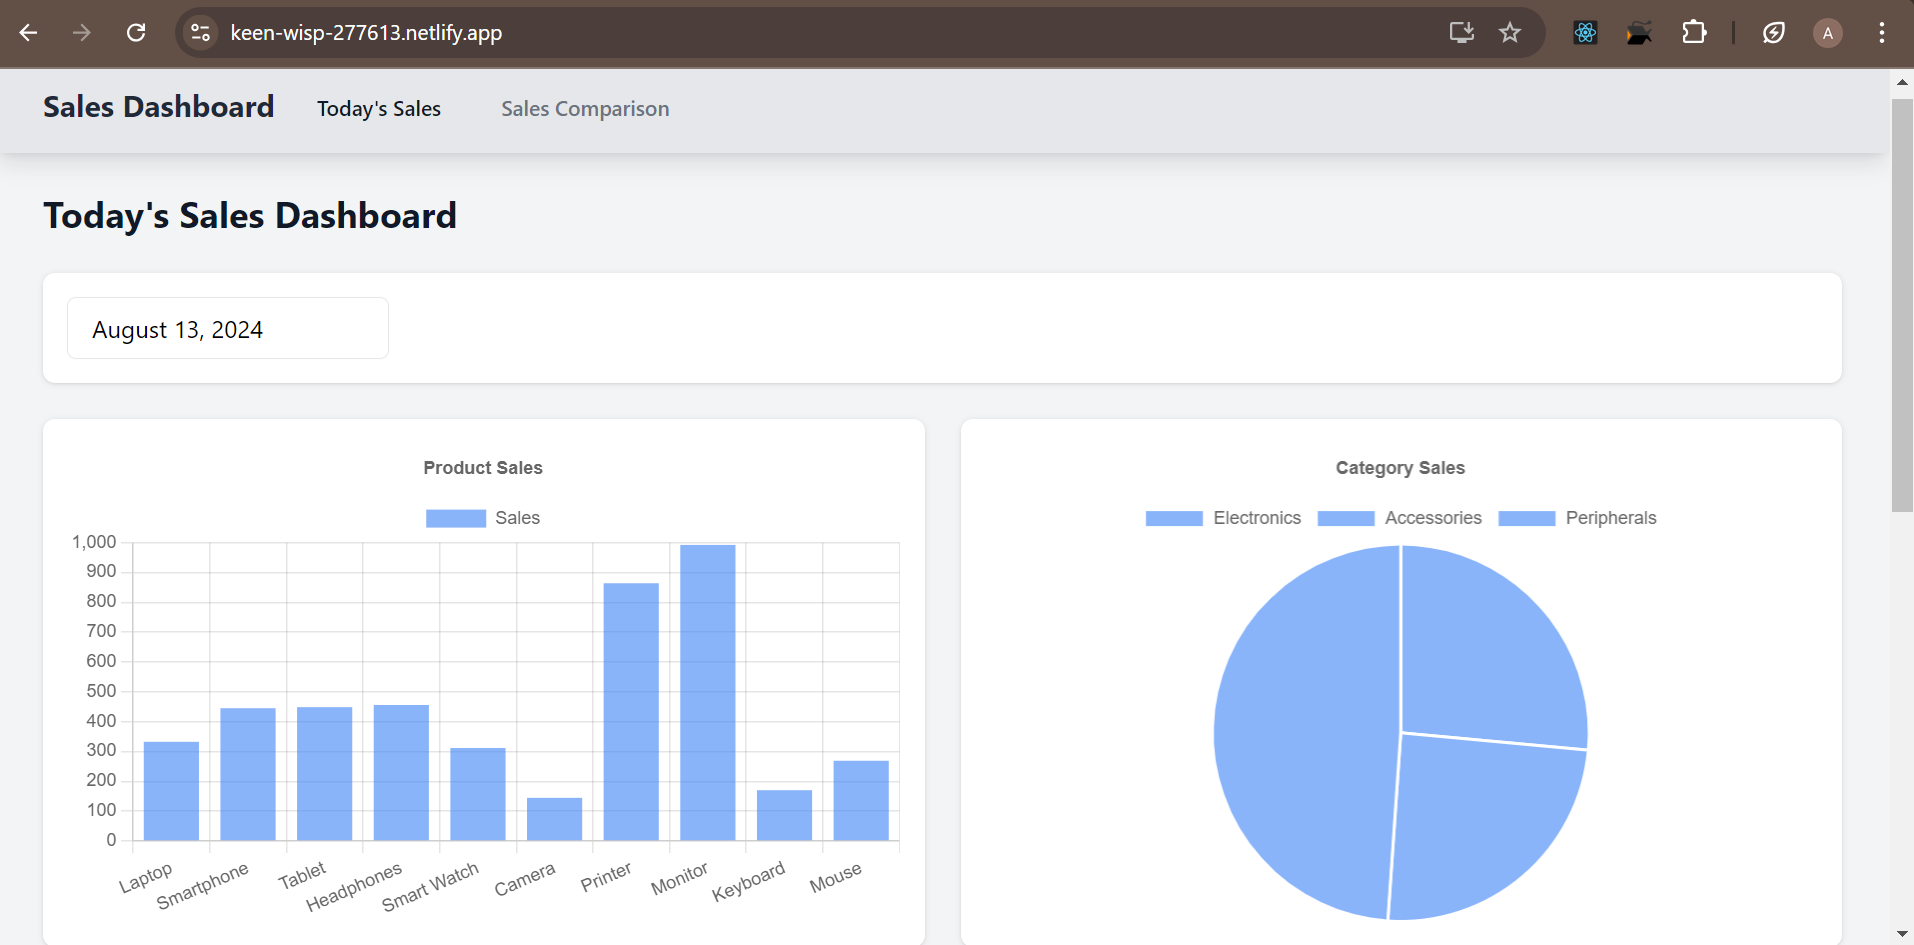 keen-wisp-277613.netlify.app
A
Sales Dashboard
Today's Sales
Sales Comparison
Today's Sales Dashboard
August 13, 2024
Product Sales
Sales
1,000
900
800
700
600
500
400
300
200
100
0
Laptop
Smartphone
Tablet
Headphones
Smart Watch
Camera
Printer
Monitor
Keyboard
Mouse
Category Sales
Electronics
Accessories
Peripherals